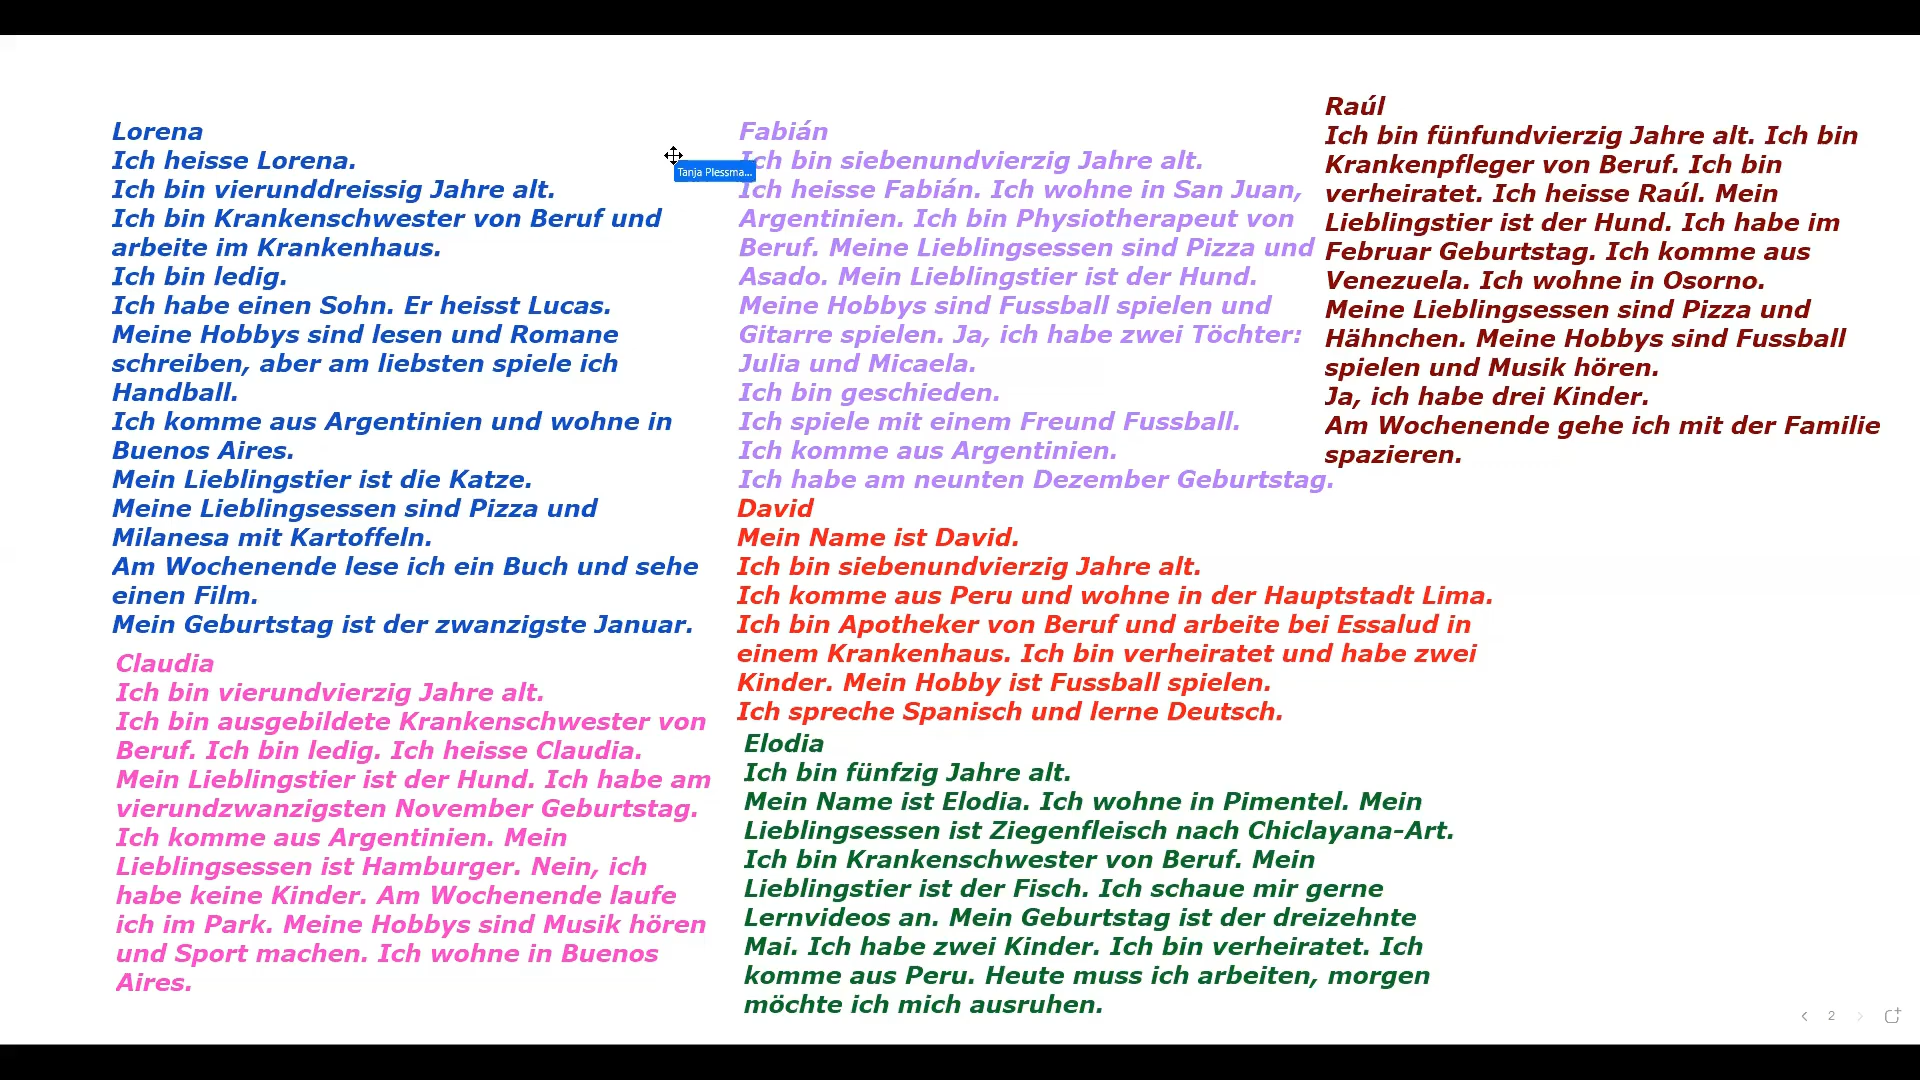 Lorena
Ich heisse Lorena.
Ich bin vierunddreissig Jahre alt.
Ich bin Krankenschwester von Beruf und
arbeite im Krankenhaus.
Ich bin ledig.
Ich habe einen Sohn. Er heisst Lucas.
Meine Hobbys sind lesen und Romane
schreiben, aber am liebsten spiele ich
Handball.
Ich komme aus Argentinien und wohne in
Buenos Aires.
Mein Lieblingstier ist die Katze.
Meine Lieblingsessen sind Pizza und
Milanesa mit Kartoffeln.
Am Wochenende lese ich ein Buch und sehe
einen Film.
Mein Geburtstag ist der zwanzigste Januar.
Claudia
Ich bin vierundvierzig Jahre alt.
Ich bin ausgebildete Krankenschwester von
Beruf. Ich bin ledig. Ich heisse Claudia.
Mein Lieblingstier ist der Hund. Ich habe am
vierundzwanzigsten November Geburtstag.
Ich komme aus Argentinien. Mein
Lieblingsessen ist Hamburger. Nein, ich
habe keine Kinder. Am Wochenende laufe
ich im Park. Meine Hobbys sind Musik hören
und Sport machen. Ich wohne in Buenos
Aires.
Tanja Plessma...
Fabián
Ich bin siebenundvierzig Jahre alt.
Ich heisse Fabián. Ich wohne in San Juan,
Argentinien. Ich bin Physiotherapeut von
Beruf. Meine Lieblingsessen sind Pizza und
Asado. Mein Lieblingstier ist der Hund.
Meine Hobbys sind Fussball spielen und
Gitarre spielen. Ja, ich habe zwei Töchter:
Julia und Micaela.
Ich bin geschieden.
Ich spiele mit einem Freund Fussball.
Ich komme aus Argentinien.
Ich habe am neunten Dezember Geburtstag.
David
Mein Name ist David.
Ich bin siebenundvierzig Jahre alt.
Ich komme aus Peru und wohne in der Hauptstadt Lima.
Ich bin Apotheker von Beruf und arbeite bei Essalud in
einem Krankenhaus. Ich bin verheiratet und habe zwei
Kinder. Mein Hobby ist Fussball spielen.
Ich spreche Spanisch und lerne Deutsch.
Elodia
Ich bin fünfzig Jahre alt.
Mein Name ist Elodia. Ich wohne in Pimentel. Mein
Lieblingsessen ist Ziegenfleisch nach Chiclayana-Art.
Ich bin Krankenschwester von Beruf. Mein
Lieblingstier ist der Fisch. Ich schaue mir gerne
Lernvideos an. Mein Geburtstag ist der dreizehnte
Mai. Ich habe zwei Kinder. Ich bin verheiratet. Ich
komme aus Peru. Heute muss ich arbeiten, morgen
möchte ich mich ausruhen.
Raúl
Ich bin fünfundvierzig Jahre alt. Ich bin
Krankenpfleger von Beruf. Ich bin
verheiratet. Ich heisse Raúl. Mein
Lieblingstier ist der Hund. Ich habe im
Februar Geburtstag. Ich komme aus
Venezuela. Ich wohne in Osorno.
Meine Lieblingsessen sind Pizza und
Hähnchen. Meine Hobbys sind Fussball
spielen und Musik hören.
Ja, ich habe drei Kinder.
Am Wochenende gehe ich mit der Familie
spazieren.
2